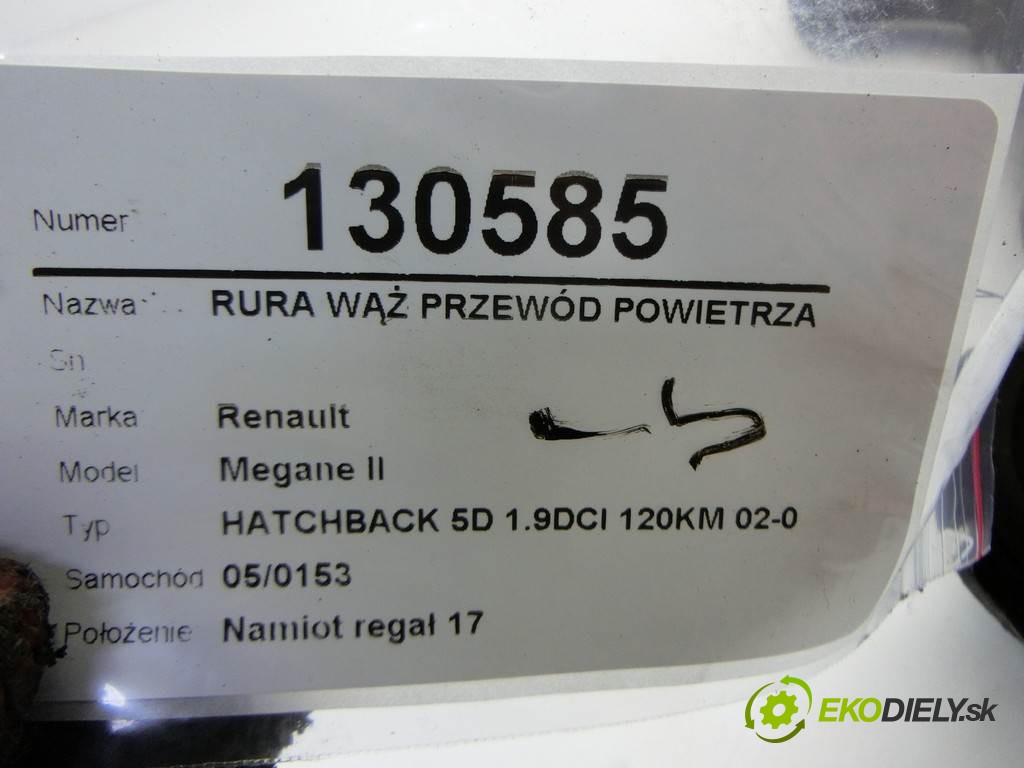 Numer 130585
Nazwa RURA WĄŻ PRZEWÓD POWIETRZA
Sn
Marka Renault
Model Megane II
Typ HATCHBACK 5D 1.9DCI 120KM 02-0
Samochód 05/0153
Położenie Namiot regał 17
EKODIELY.sk